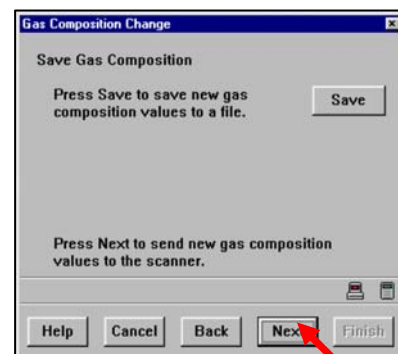 Gas Composition Change
Save Gas Composition
Press Save to save new gas
composition values to a file.
Save
Press Next to send new gas composition
values to the scanner.
Help
Cancel
Back
Next
Finish